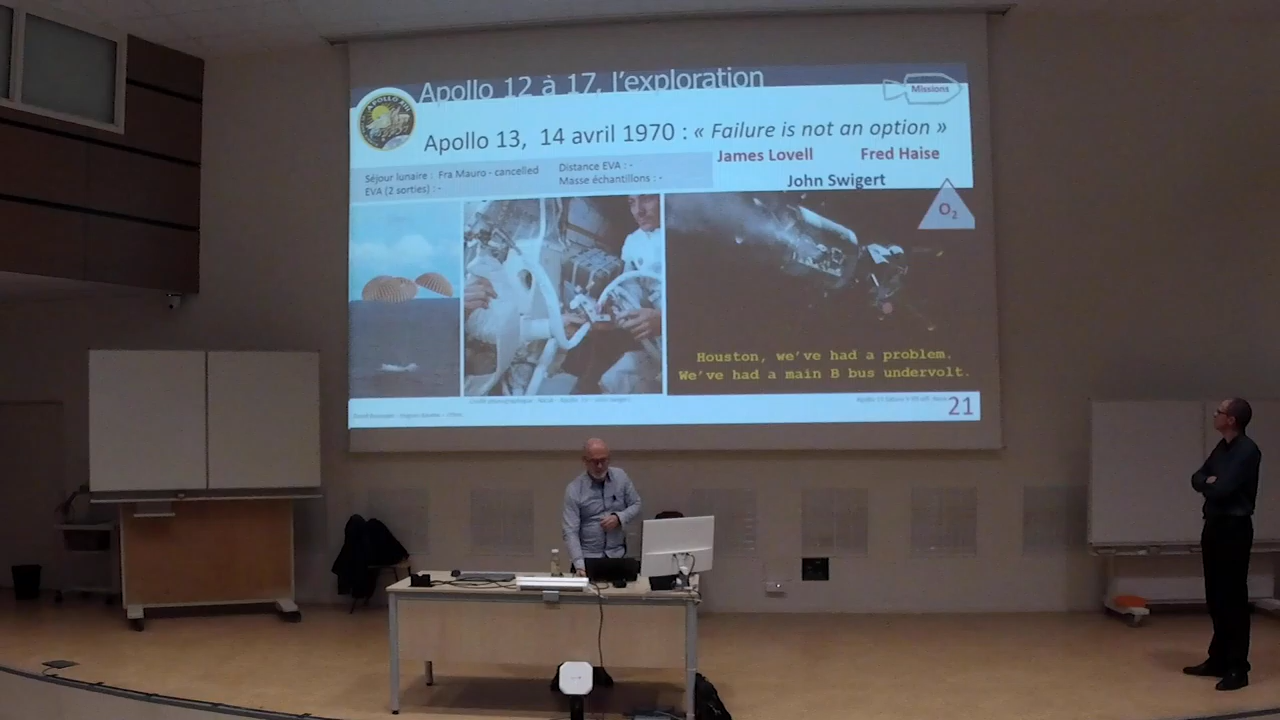 Apollo 12 à 17, l'exploration
Missions
APOLLO XIII
Apollo 13, 14 avril 1970 : « Failure is not an option »
James Lovell
Fred Haise
John Swigert
Séjour lunaire : Fra Mauro - cancelled
EVA (2 sorties) : -
Distance EVA : -
Masse échantillons : -
O2
Houston, we've had a problem.
We've had a main B bus undervolt.
21